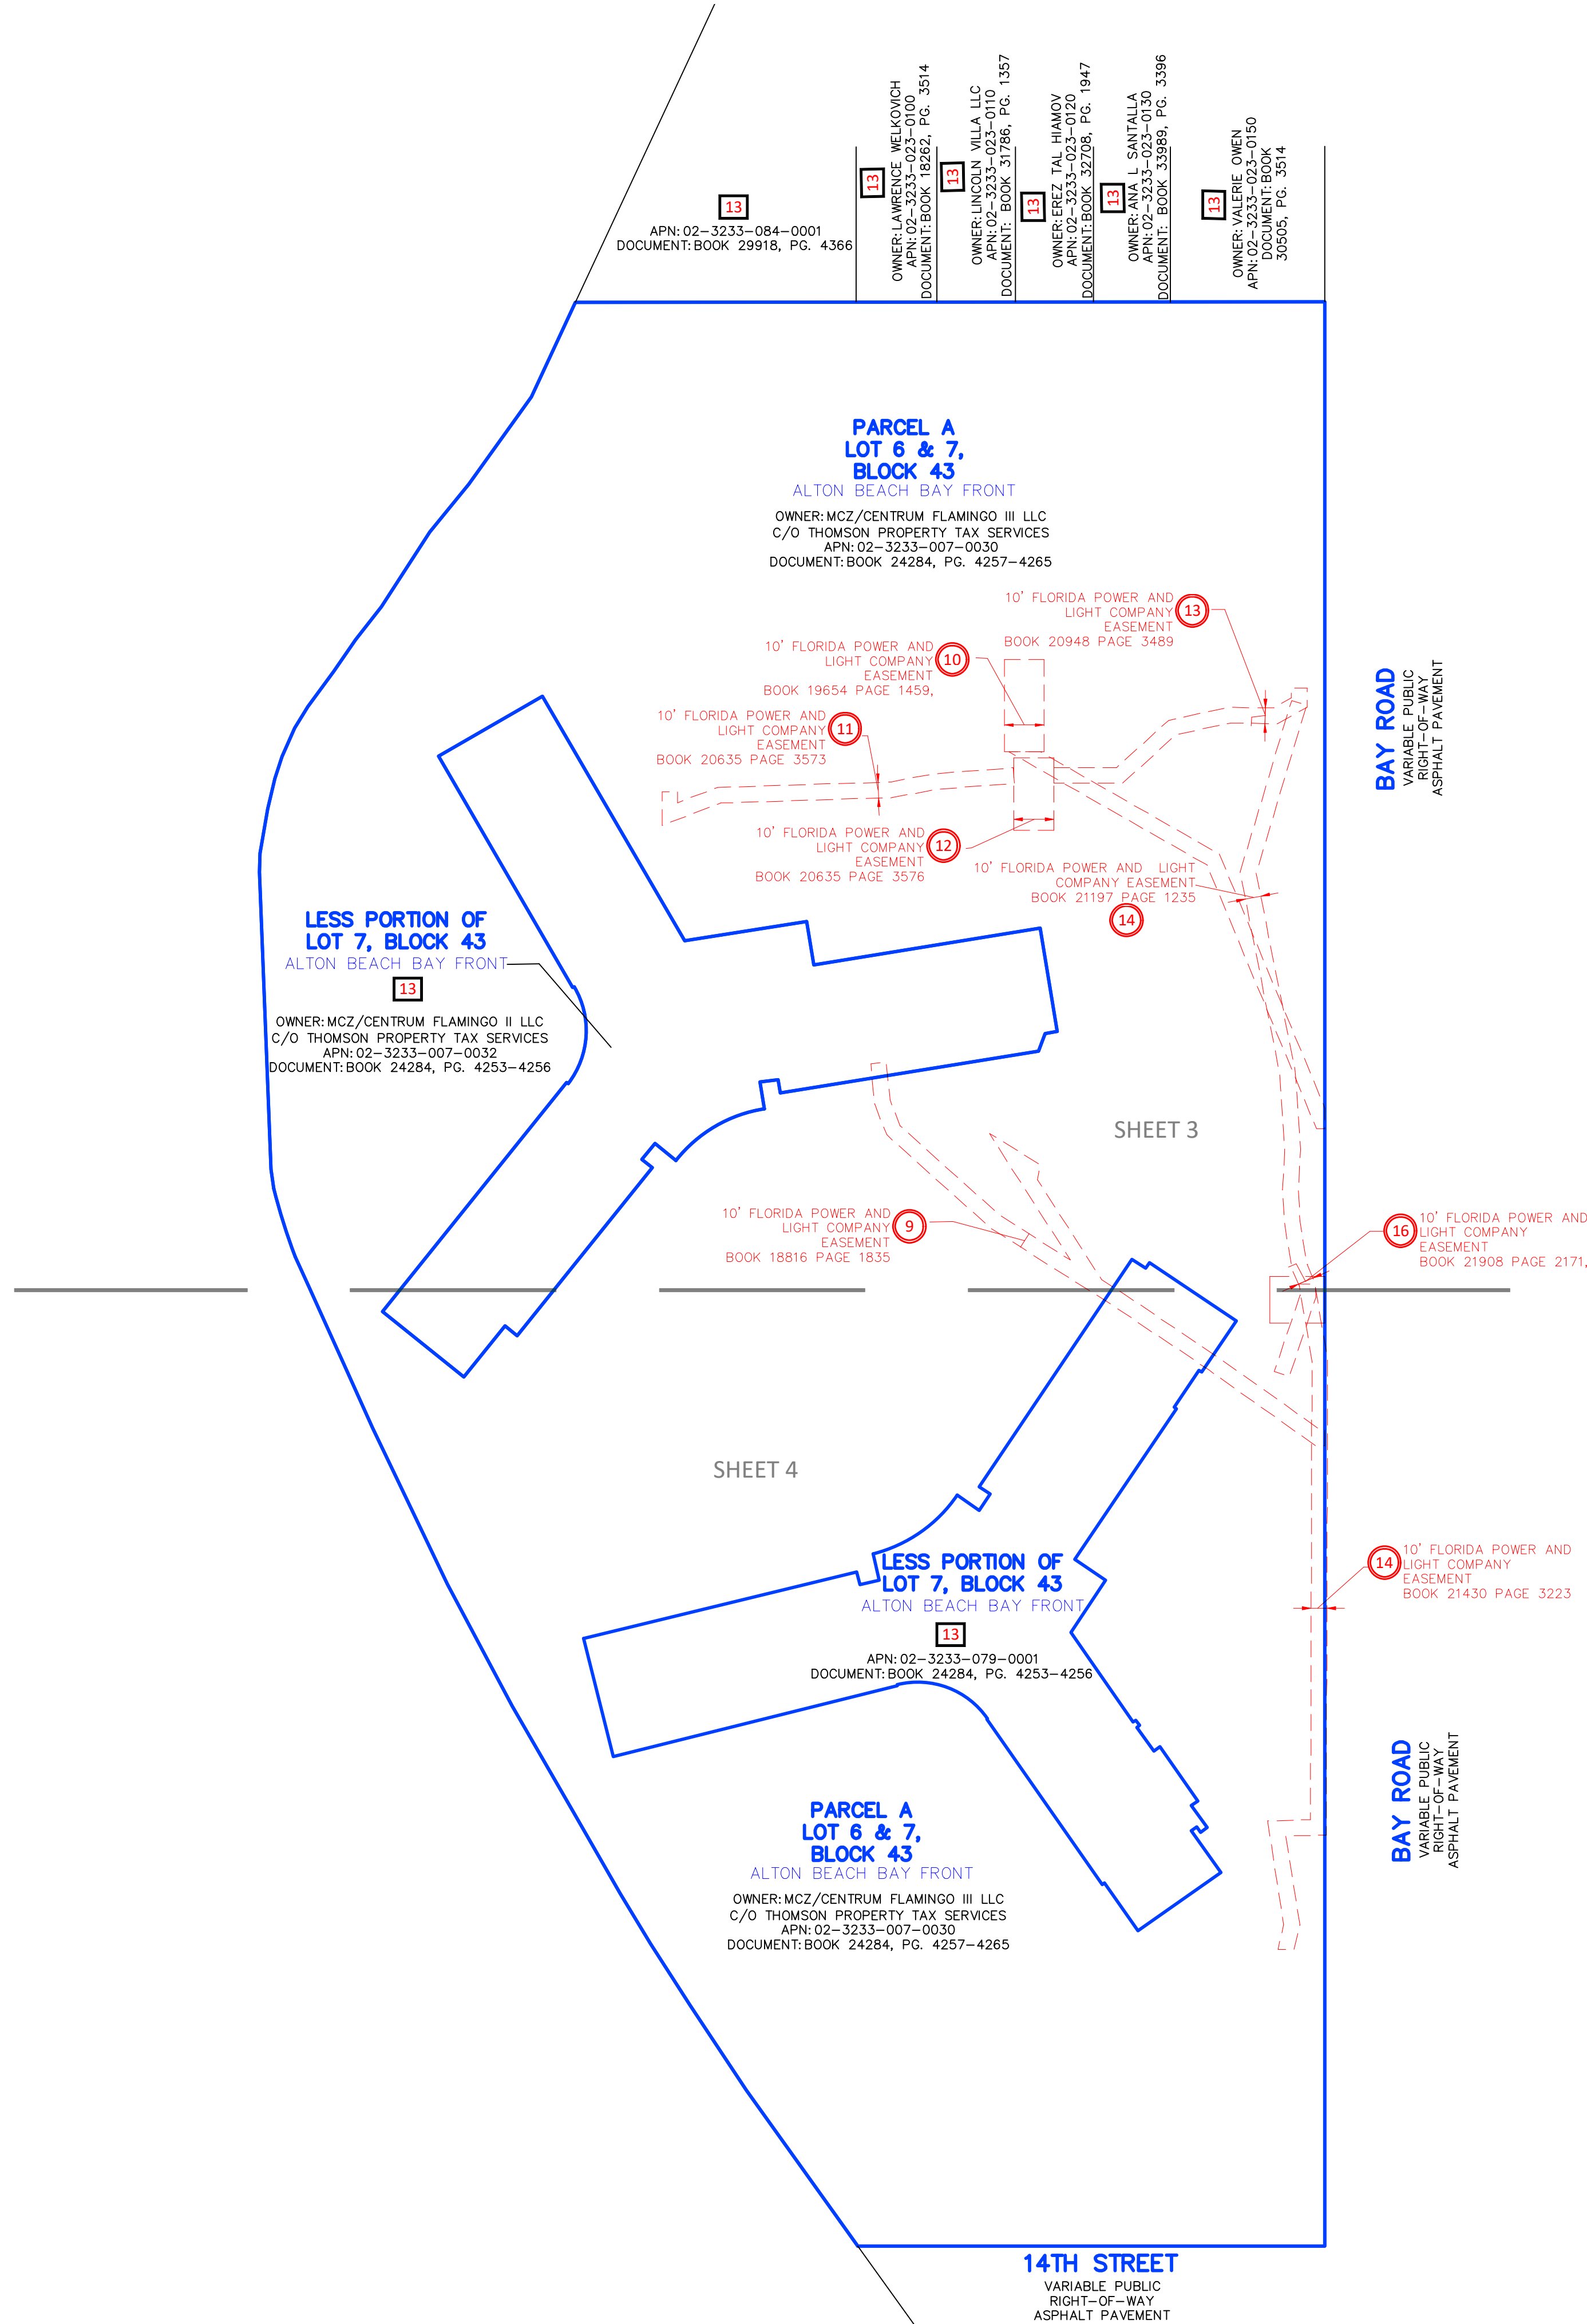 13
APN: 02-3233-084-0001
DOCUMENT: BOOK 29918, PG. 4366
13
OWNER: LAWRENCE WELKOVICH
APN: 02-3233-023-0100
DOCUMENT: BOOK 18262, PG. 3514
13
OWNER: LINCOLN VILLA LLC
APN: 02-3233-023-0110
DOCUMENT: BOOK 31786, PG. 1357
13
OWNER: EREZ TAL HIAMOV
APN: 02-3233-023-0120
DOCUMENT: BOOK 32708, PG. 1947
13
OWNER: ANA L SANTALLA
APN: 02-3233-023-0130
DOCUMENT: BOOK 33989, PG. 3396
13
OWNER: VALERIE OWEN
APN: 02-3233-023-0150
DOCUMENT: BOOK
30505, PG. 3514
PARCEL A
LOT 6 & 7,
BLOCK 43
ALTON BEACH BAY FRONT
OWNER: MCZ/CENTRUM FLAMINGO III LLC
C/O THOMSON PROPERTY TAX SERVICES
APN: 02-3233-007-0030
DOCUMENT: BOOK 24284, PG. 4257-4265
10' FLORIDA POWER AND
LIGHT COMPANY
EASEMENT
BOOK 20948 PAGE 3489
13
10' FLORIDA POWER AND
LIGHT COMPANY
EASEMENT
BOOK 19654 PAGE 1459,
10
10' FLORIDA POWER AND
LIGHT COMPANY
EASEMENT
BOOK 20635 PAGE 3573
11
10' FLORIDA POWER AND
LIGHT COMPANY
EASEMENT
BOOK 20635 PAGE 3576
12
10' FLORIDA POWER AND LIGHT
COMPANY EASEMENT
BOOK 21197 PAGE 1235
14
BAY ROAD
VARIABLE PUBLIC
RIGHT-OF-WAY
ASPHALT PAVEMENT
LESS PORTION OF
LOT 7, BLOCK 43
ALTON BEACH BAY FRONT
13
OWNER: MCZ/CENTRUM FLAMINGO II LLC
C/O THOMSON PROPERTY TAX SERVICES
APN: 02-3233-007-0032
DOCUMENT: BOOK 24284, PG. 4253-4256
SHEET 3
10' FLORIDA POWER AND
LIGHT COMPANY
EASEMENT
BOOK 18816 PAGE 1835
9
16
10' FLORIDA POWER AND
LIGHT COMPANY
EASEMENT
BOOK 21908 PAGE 2171,
SHEET 4
LESS PORTION OF
LOT 7, BLOCK 43
ALTON BEACH BAY FRONT
13
APN: 02-3233-079-0001
DOCUMENT: BOOK 24284, PG. 4253-4256
14
10' FLORIDA POWER AND
LIGHT COMPANY
EASEMENT
BOOK 21430 PAGE 3223
BAY ROAD
VARIABLE PUBLIC
RIGHT-OF-WAY
ASPHALT PAVEMENT
PARCEL A
LOT 6 & 7,
BLOCK 43
ALTON BEACH BAY FRONT
OWNER: MCZ/CENTRUM FLAMINGO III LLC
C/O THOMSON PROPERTY TAX SERVICES
APN: 02-3233-007-0030
DOCUMENT: BOOK 24284, PG. 4257-4265
14TH STREET
VARIABLE PUBLIC
RIGHT-OF-WAY
ASPHALT PAVEMENT